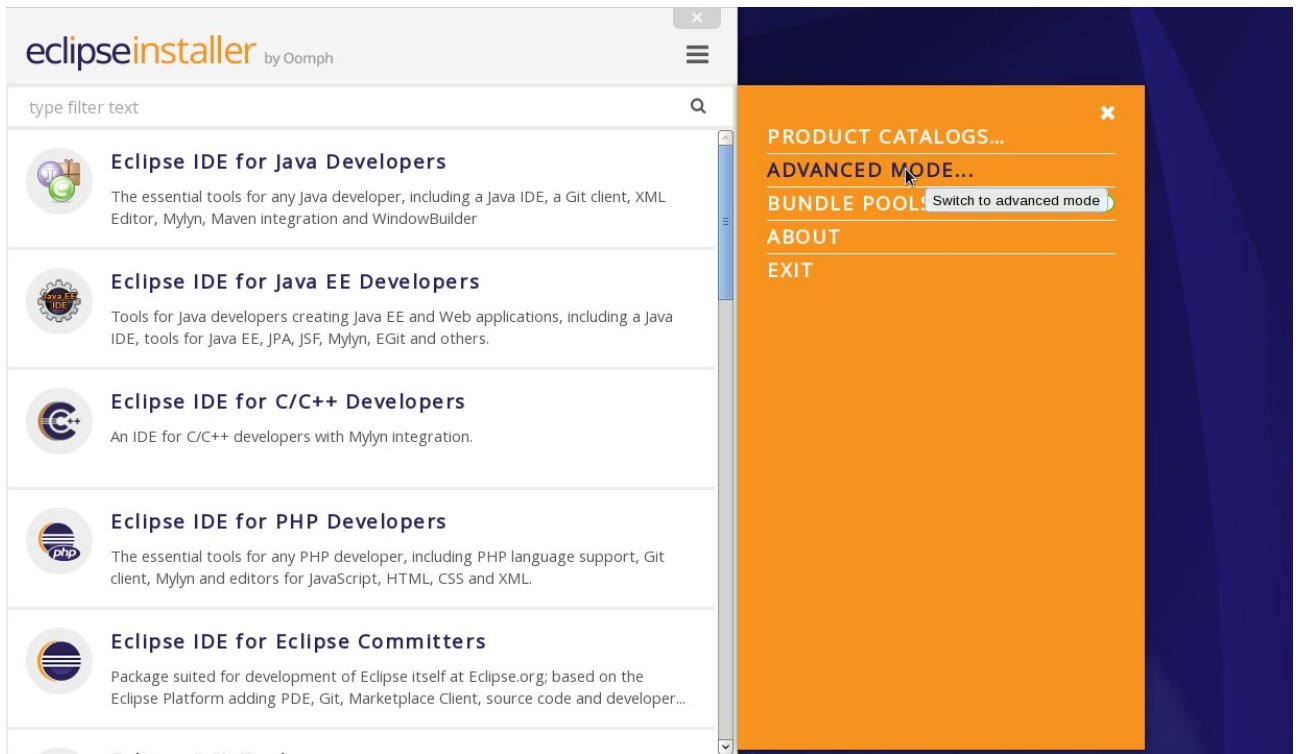 eclipseinstaller by Oomph
type filter text
Eclipse IDE for Java Developers
The essential tools for any Java developer, including a Java IDE, a Git client, XML
Editor, Mylyn, Maven integration and WindowBuilder
Eclipse IDE for Java EE Developers
Tools for Java developers creating Java EE and Web applications, including a Java
IDE, tools for Java EE, JPA, JSF, Mylyn, EGit and others.
Java EE
IDE
Eclipse IDE for C/C++ Developers
An IDE for C/C++ developers with Mylyn integration.
C++
Eclipse IDE for PHP Developers
The essential tools for any PHP developer, including PHP language support, Git
client, Mylyn and editors for JavaScript, HTML, CSS and XML.
php
Eclipse IDE for Eclipse Committers
Package suited for development of Eclipse itself at Eclipse.org; based on the
Eclipse Platform adding PDE, Git, Marketplace Client, source code and developer...
PRODUCT CATALOGS...
ADVANCED MODE...
BUNDLE POOLS
Switch to advanced mode
ABOUT
EXIT